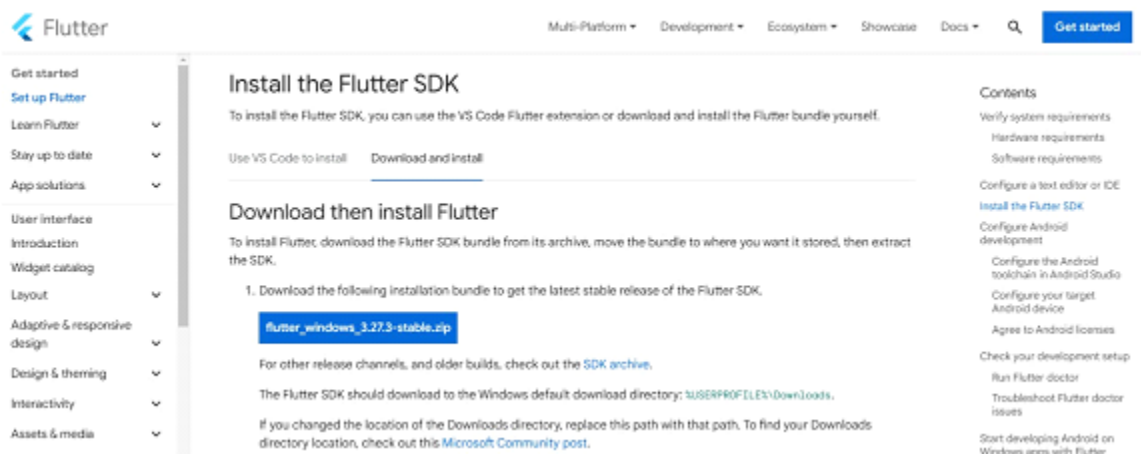 Flutter
Multi-Platform
Development
Ecosystem
Showcase
Docs
Get started
Get started
Set up Flutter
Learn Flutter
Stay up to date
App solutions
User interface
Introduction
Widget catalog
Layout
Adaptive & responsive
design
Design & theming
Interactivity
Assets & media
Install the Flutter SDK
To install the Flutter SDK, you can use the VS Code Flutter extension or download and install the Flutter bundle yourself.
Use VS Code to install
Download and install
Download then install Flutter
To install Flutter, download the Flutter SDK bundle from its archive, move the bundle to where you want it stored, then extract
the SDK.
1. Download the following installation bundle to get the latest stable release of the Flutter SDK.
flutter_windows_3.27.3-stable.zip
For other release channels, and older builds, check out the SDK archive.
The Flutter SDK should download to the Windows default download directory: %USERPROFILE%\Downloads.
If you changed the location of the Downloads directory, replace this path with that path. To find your Downloads
directory location, check out this Microsoft Community post.
Contents
Verify system requirements
Hardware requirements
Software requirements
Configure a text editor or IDE
Install the Flutter SDK
Configure Android
development
Configure the Android
toolchain in Android Studio
Configure your target
Android device
Agree to Android licenses
Check your development setup
Run Flutter doctor
Troubleshoot Flutter doctor
issues
Start developing Android on
Windows apps with Flutter